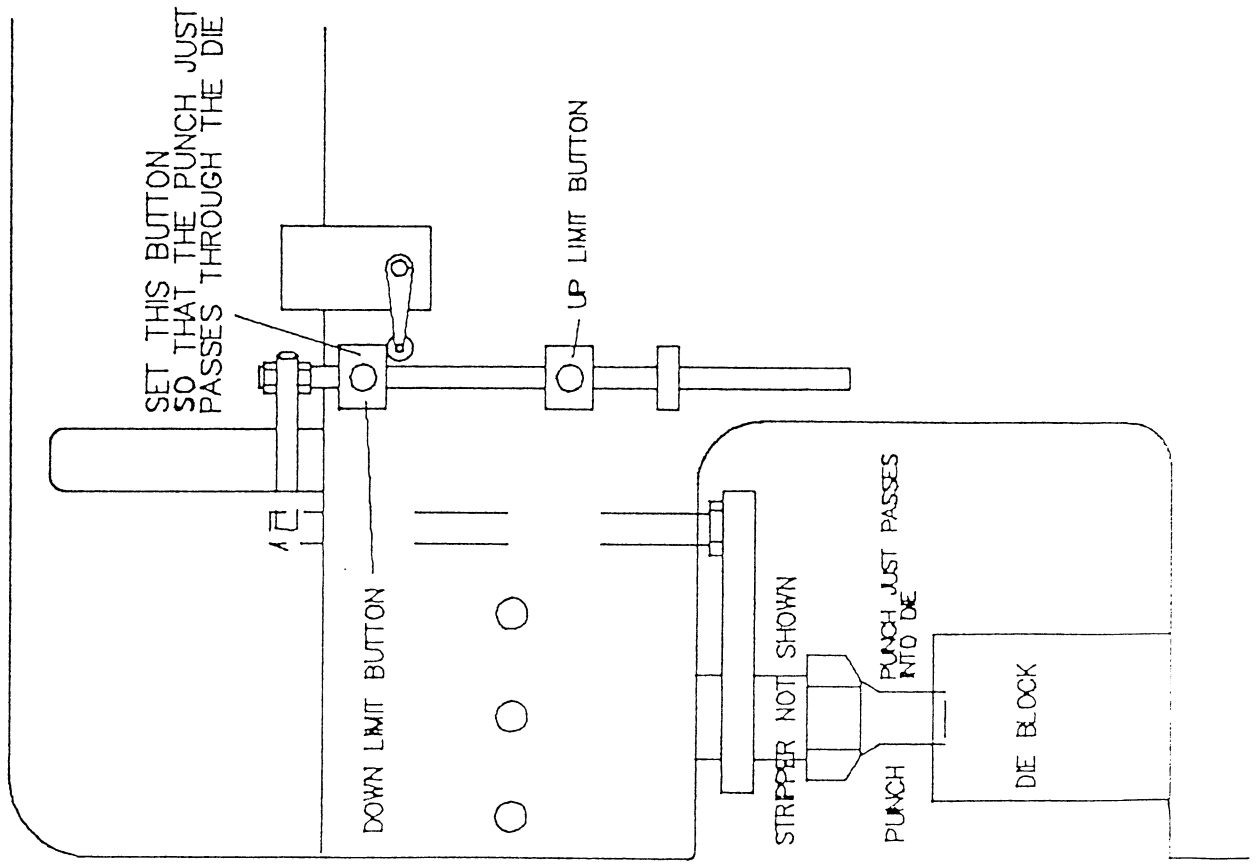 SET THIS BUTTON
SO THAT THE PUNCH JUST
PASSES THROUGH THE DIE
UP LIMIT BUTTON
DOWN LIMIT BUTTON
STRIPPER NOT SHOWN
PUNCH JUST PASSES
INTO DIE
PUNCH
DIE BLOCK